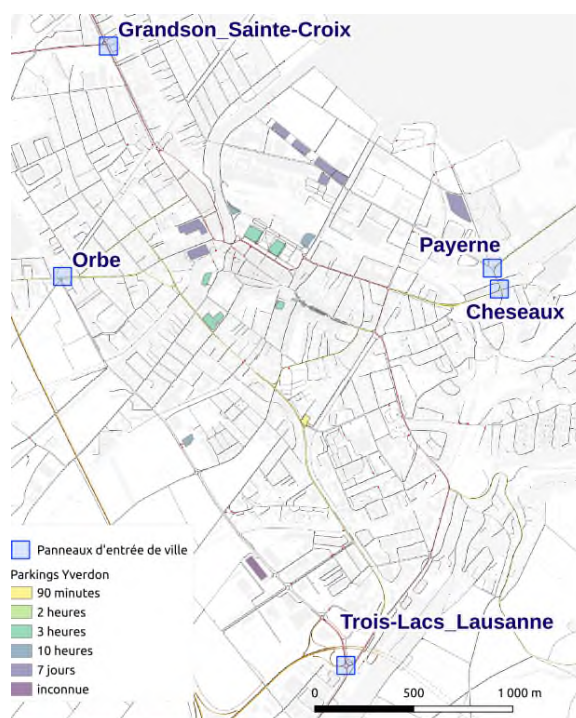 Grandson_Sainte-Croix
Orbe
Payerne
Cheseaux
Panneaux d'entrée de ville
Parkings Yverdon
90 minutes
2 heures
3 heures
10 heures
7 jours
inconnue
Trois-Lacs_Lausanne
0 500 1 000 m